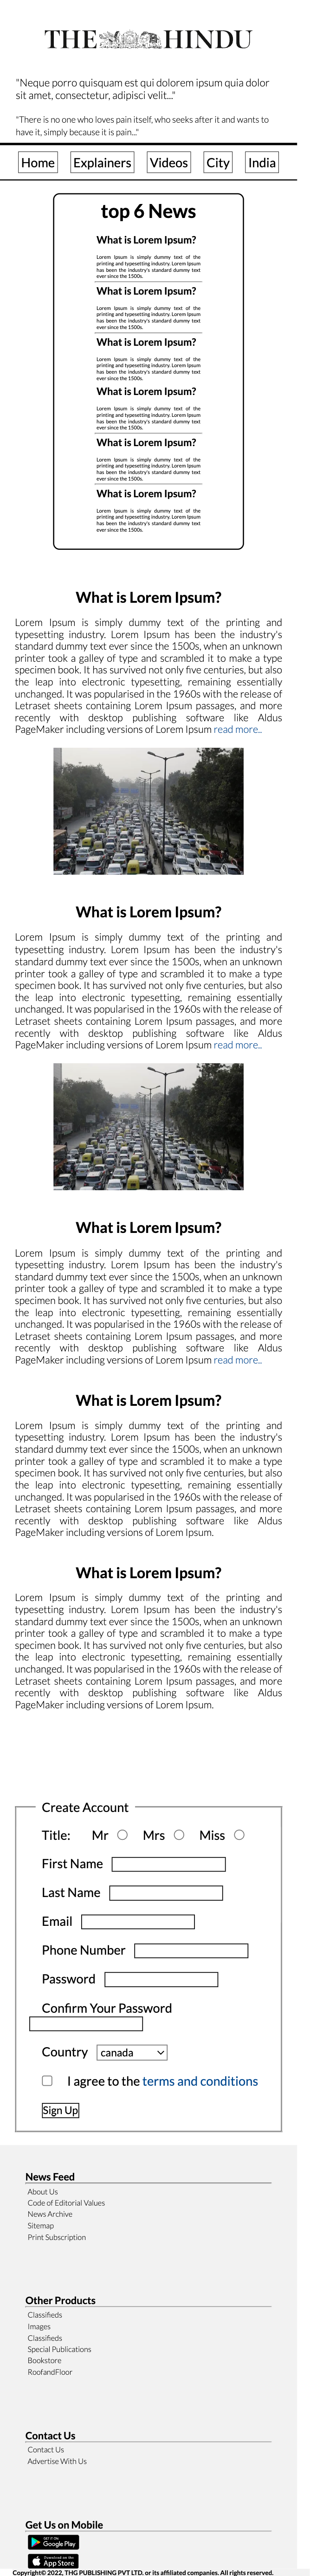 THE HINDU
"Neque porro quisquam est qui dolorem ipsum quia dolor
sit amet, consectetur, adipisci velit..."
"There is no one who loves pain itself, who seeks after it and wants to
have it, simply because it is pain..."
Home Explainers Videos City India
top 6 News
What is Lorem Ipsum?
Lorem Ipsum is simply dummy text of the
printing and typesetting industry. Lorem Ipsum
has been the industry's standard dummy text
ever since the 1500s.
What is Lorem Ipsum?
Lorem Ipsum is simply dummy text of the
printing and typesetting industry. Lorem Ipsum
has been the industry's standard dummy text
ever since the 1500s.
What is Lorem Ipsum?
Lorem Ipsum is simply dummy text of the
printing and typesetting industry. Lorem Ipsum
has been the industry's standard dummy text
ever since the 1500s.
What is Lorem Ipsum?
Lorem Ipsum is simply dummy text of the
printing and typesetting industry. Lorem Ipsum
has been the industry's standard dummy text
ever since the 1500s.
What is Lorem Ipsum?
Lorem Ipsum is simply dummy text of the
printing and typesetting industry. Lorem Ipsum
has been the industry's standard dummy text
ever since the 1500s.
What is Lorem Ipsum?
Lorem Ipsum is simply dummy text of the
printing and typesetting industry. Lorem Ipsum
has been the industry's standard dummy text
ever since the 1500s.
What is Lorem Ipsum?
Lorem Ipsum is simply dummy text of the printing and
typesetting industry. Lorem Ipsum has been the industry's
standard dummy text ever since the 1500s, when an unknown
printer took a galley of type and scrambled it to make a type
specimen book. It has survived not only five centuries, but also
the leap into electronic typesetting, remaining essentially
unchanged. It was popularised in the 1960s with the release of
Letraset sheets containing Lorem Ipsum passages, and more
recently with desktop publishing software like Aldus
PageMaker including versions of Lorem Ipsum read more..
What is Lorem Ipsum?
Lorem Ipsum is simply dummy text of the printing and
typesetting industry. Lorem Ipsum has been the industry's
standard dummy text ever since the 1500s, when an unknown
printer took a galley of type and scrambled it to make a type
specimen book. It has survived not only five centuries, but also
the leap into electronic typesetting, remaining essentially
unchanged. It was popularised in the 1960s with the release of
Letraset sheets containing Lorem Ipsum passages, and more
recently with desktop publishing software like Aldus
PageMaker including versions of Lorem Ipsum read more..
What is Lorem Ipsum?
Lorem Ipsum is simply dummy text of the printing and
typesetting industry. Lorem Ipsum has been the industry's
standard dummy text ever since the 1500s, when an unknown
printer took a galley of type and scrambled it to make a type
specimen book. It has survived not only five centuries, but also
the leap into electronic typesetting, remaining essentially
unchanged. It was popularised in the 1960s with the release of
Letraset sheets containing Lorem Ipsum passages, and more
recently with desktop publishing software like Aldus
PageMaker including versions of Lorem Ipsum read more..
What is Lorem Ipsum?
Lorem Ipsum is simply dummy text of the printing and
typesetting industry. Lorem Ipsum has been the industry's
standard dummy text ever since the 1500s, when an unknown
printer took a galley of type and scrambled it to make a type
specimen book. It has survived not only five centuries, but also
the leap into electronic typesetting, remaining essentially
unchanged. It was popularised in the 1960s with the release of
Letraset sheets containing Lorem Ipsum passages, and more
recently with desktop publishing software like Aldus
PageMaker including versions of Lorem Ipsum.
What is Lorem Ipsum?
Lorem Ipsum is simply dummy text of the printing and
typesetting industry. Lorem Ipsum has been the industry's
standard dummy text ever since the 1500s, when an unknown
printer took a galley of type and scrambled it to make a type
specimen book. It has survived not only five centuries, but also
the leap into electronic typesetting, remaining essentially
unchanged. It was popularised in the 1960s with the release of
Letraset sheets containing Lorem Ipsum passages, and more
recently with desktop publishing software like Aldus
PageMaker including versions of Lorem Ipsum.
Create Account
Title: Mr Mrs Miss
First Name
Last Name
Email
Phone Number
Password
Confirm Your Password
Country canada
I agree to the terms and conditions
Sign Up
News Feed
About Us
Code of Editorial Values
News Archive
Sitemap
Print Subscription
Other Products
Classifieds
Images
Classifieds
Special Publications
Bookstore
RoofandFloor
Contact Us
Contact Us
Advertise With Us
Get Us on Mobile
GET IT ON
Google Play
Download on the
App Store
Copyright© 2022, THG PUBLISHING PVT LTD. or its affiliated companies. All rights reserved.